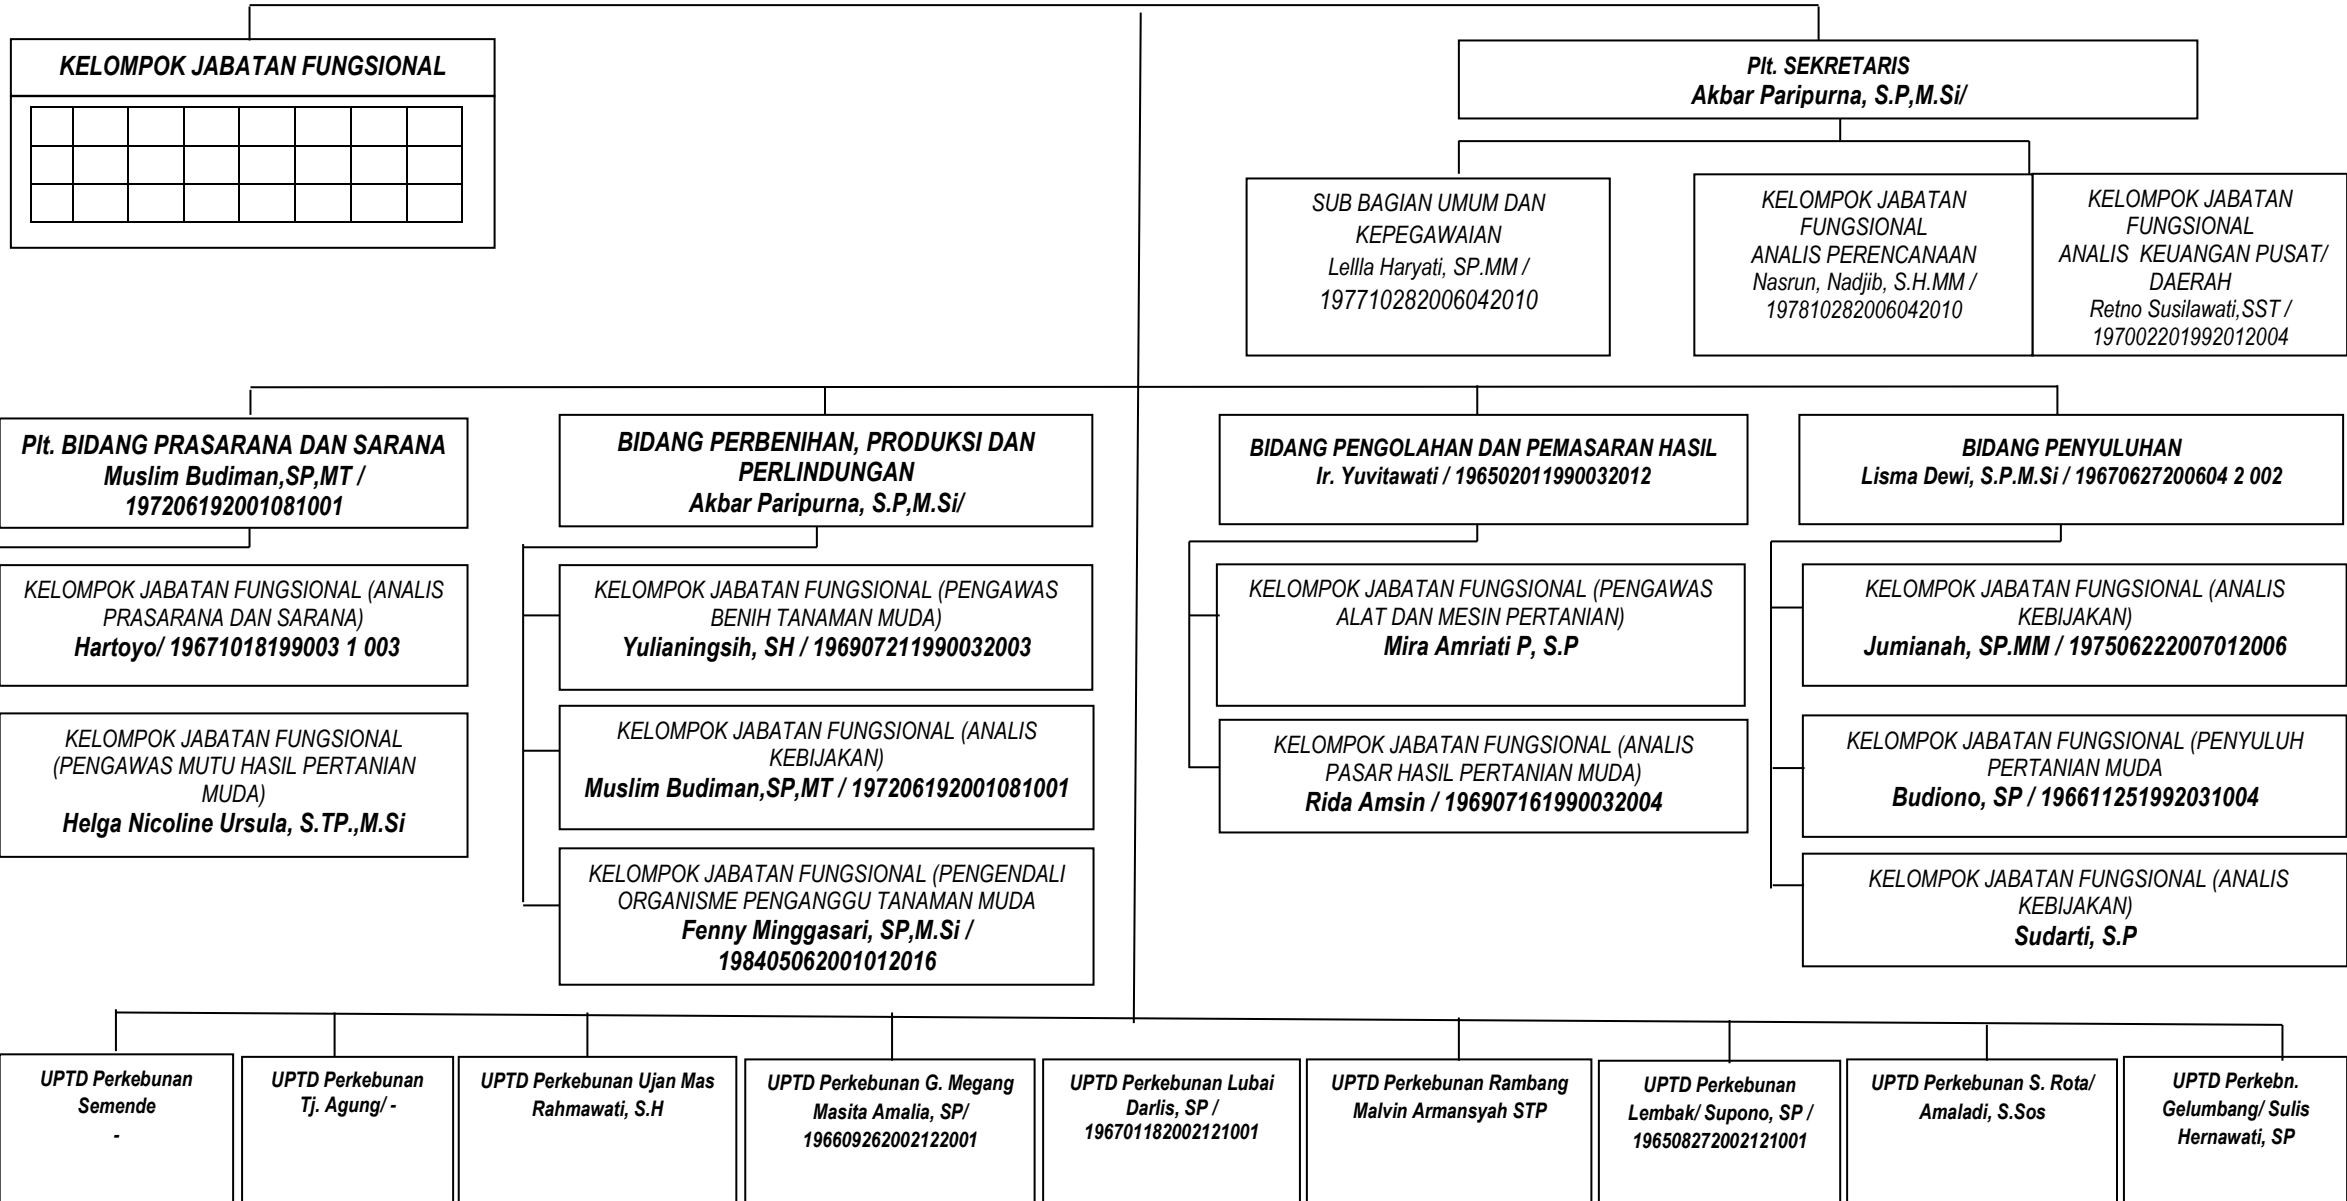 KELOMPOK JABATAN FUNGSIONAL
Plt. SEKRETARIS
Akbar Paripurna, S.P,M.Si/
SUB BAGIAN UMUM DAN
KEPEGAWAIAN
Lellla Haryati, SP.MM /
197710282006042010
KELOMPOK JABATAN
FUNGSIONAL
ANALIS PERENCANAAN
Nasrun, Nadjib, S.H.MM /
197810282006042010
KELOMPOK JABATAN
FUNGSIONAL
ANALIS KEUANGAN PUSAT/
DAERAH
Retno Susilawati,SST /
197002201992012004
Plt. BIDANG PRASARANA DAN SARANA
Muslim Budiman,SP,MT /
197206192001081001
BIDANG PERBENIHAN, PRODUKSI DAN
PERLINDUNGAN
Akbar Paripurna, S.P,M.Si/
BIDANG PENGOLAHAN DAN PEMASARAN HASIL
Ir. Yuvitawati / 196502011990032012
BIDANG PENYULUHAN
Lisma Dewi, S.P.M.Si / 19670627200604 2 002
KELOMPOK JABATAN FUNGSIONAL (ANALIS
PRASARANA DAN SARANA)
Hartoyo/ 19671018199003 1 003
KELOMPOK JABATAN FUNGSIONAL
(PENGAWAS MUTU HASIL PERTANIAN
MUDA)
Helga Nicoline Ursula, S.TP.,M.Si
KELOMPOK JABATAN FUNGSIONAL (PENGAWAS
BENIH TANAMAN MUDA)
Yulianingsih, SH / 196907211990032003
KELOMPOK JABATAN FUNGSIONAL (ANALIS
KEBIJAKAN)
Muslim Budiman,SP,MT / 197206192001081001
KELOMPOK JABATAN FUNGSIONAL (PENGENDALI
ORGANISME PENGANGGU TANAMAN MUDA
Fenny Minggasari, SP,M.Si /
198405062001012016
KELOMPOK JABATAN FUNGSIONAL (PENGAWAS
ALAT DAN MESIN PERTANIAN)
Mira Amriati P, S.P
KELOMPOK JABATAN FUNGSIONAL (ANALIS
PASAR HASIL PERTANIAN MUDA)
Rida Amsin / 196907161990032004
KELOMPOK JABATAN FUNGSIONAL (ANALIS
KEBIJAKAN)
Jumianah, SP.MM / 197506222007012006
KELOMPOK JABATAN FUNGSIONAL (PENYULUH
PERTANIAN MUDA
Budiono, SP / 196611251992031004
KELOMPOK JABATAN FUNGSIONAL (ANALIS
KEBIJAKAN)
Sudarti, S.P
UPTD Perkebunan
Semende
-
UPTD Perkebunan
Tj. Agung/ -
UPTD Perkebunan Ujan Mas
Rahmawati, S.H
UPTD Perkebunan G. Megang
Masita Amalia, SP/
196609262002122001
UPTD Perkebunan Lubai
Darlis, SP /
196701182002121001
UPTD Perkebunan Rambang
Malvin Armansyah STP
UPTD Perkebunan
Lembak/ Supono, SP /
196508272002121001
UPTD Perkebunan S. Rota/
Amaladi, S.Sos
UPTD Perkebn.
Gelumbang/ Sulis
Hernawati, SP